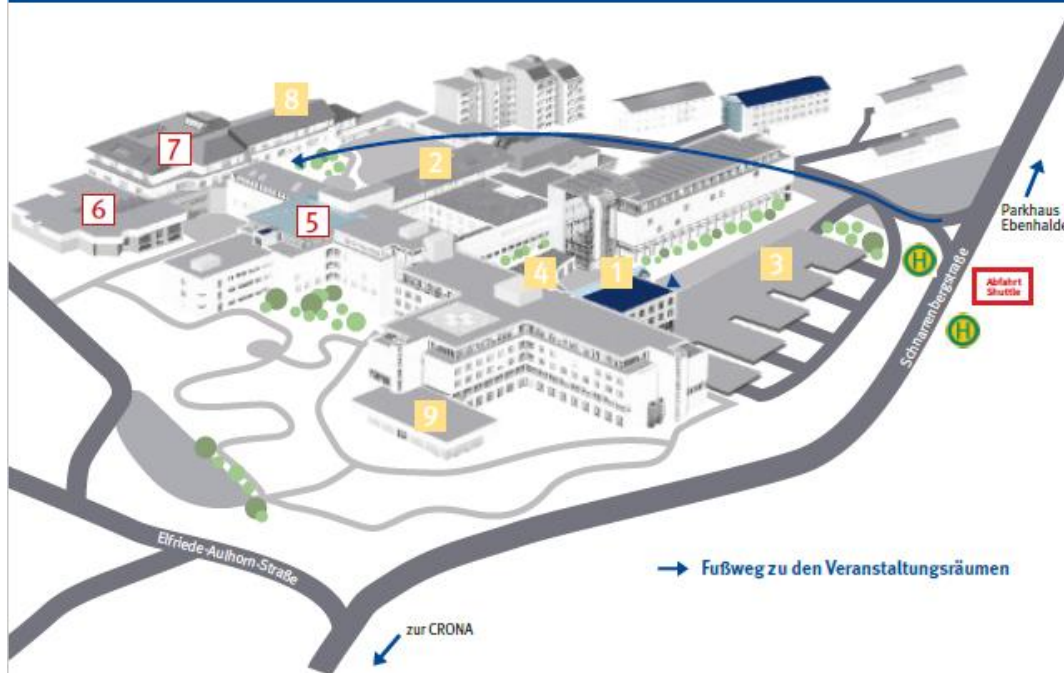 8
7
2
6
5
Parkhaus
Ebenhalde
4
1
3
H
Abfahrt
Shuttle
H
Schnarrenbergstraße
9
Elfriede-Aulhorn-Straße
→ Fußweg zu den Veranstaltungsräumen
zur CRONA